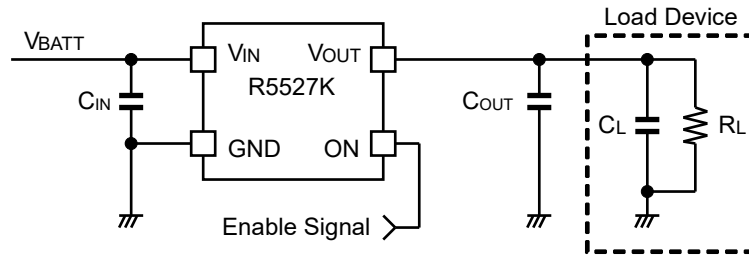 Load Device
VBATT
VIN
VOUT
R5527K
CIN
COUT
CL
RL
GND
ON
Enable Signal